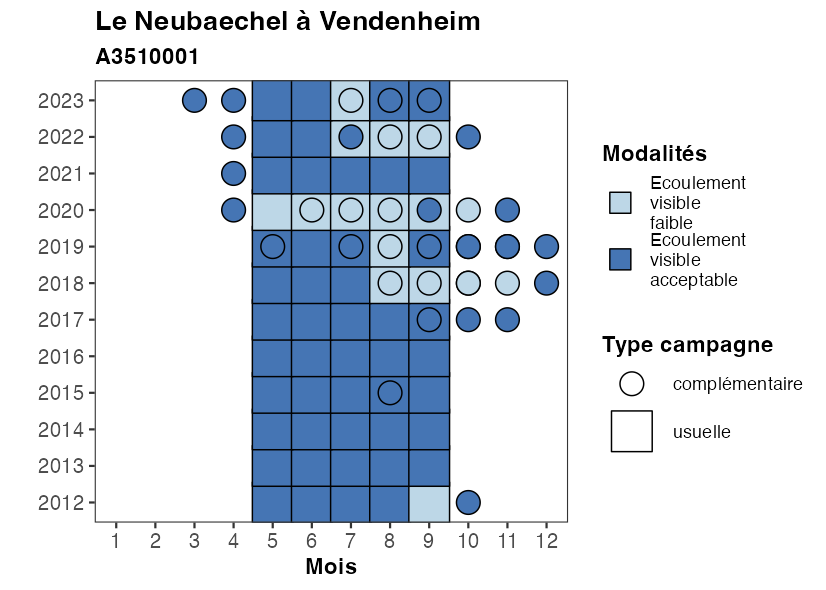 Le Neubaechel à Vendenheim
A3510001
2023
2022
2021
2020
2019
2018
2017
2016
2015
2014
2013
2012
1 2 3 4 5 6 7 8 9 10 11 12
Mois
Modalités
Ecoulement
visible
faible
Ecoulement
visible
acceptable
Type campagne
complémentaire
usuelle